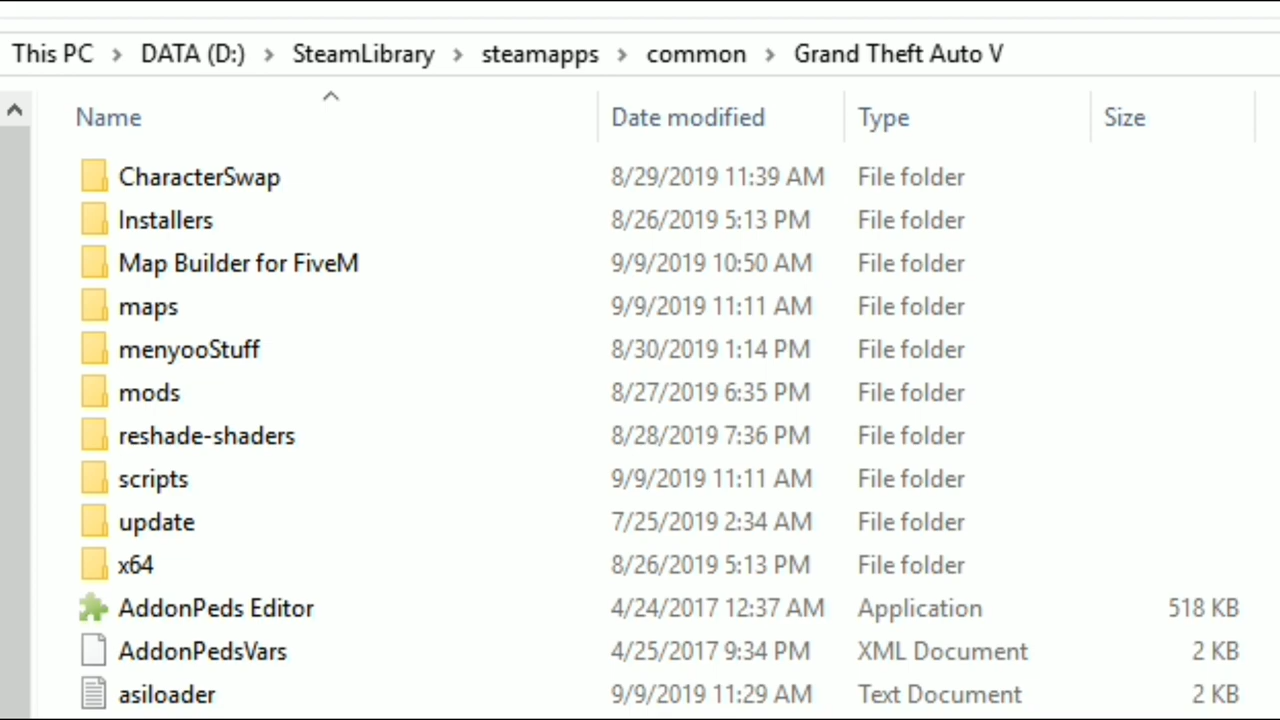 This PC > DATA (D:) > SteamLibrary > steamapps > common > Grand Theft Auto V
Name Date modified Type Size
CharacterSwap 8/29/2019 11:39 AM File folder
Installers 8/26/2019 5:13 PM File folder
Map Builder for FiveM 9/9/2019 10:50 AM File folder
maps 9/9/2019 11:11 AM File folder
menyooStuff 8/30/2019 1:14 PM File folder
mods 8/27/2019 6:35 PM File folder
reshade-shaders 8/28/2019 7:36 PM File folder
scripts 9/9/2019 11:11 AM File folder
update 7/25/2019 2:34 AM File folder
x64 8/26/2019 5:13 PM File folder
AddonPeds Editor 4/24/2017 12:37 AM Application 518 KB
AddonPedsVars 4/25/2017 9:34 PM XML Document 2 KB
asiloader 9/9/2019 11:29 AM Text Document 2 KB